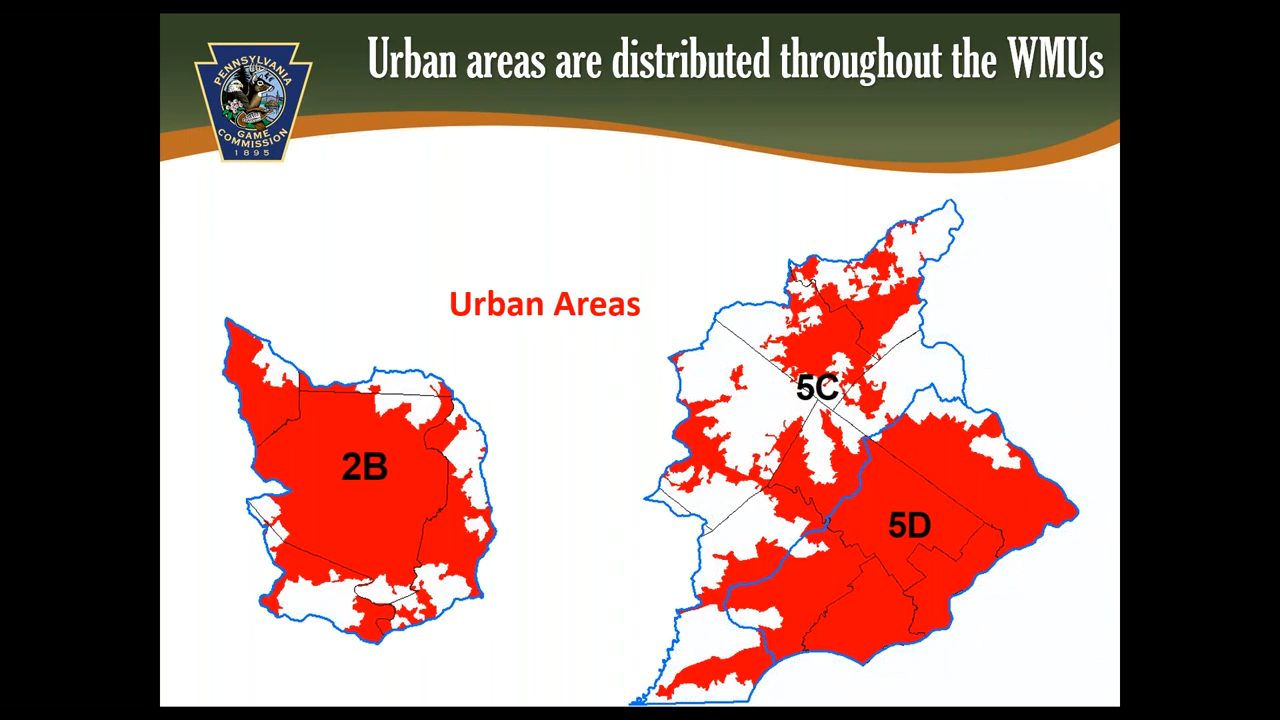 Urban areas are distributed throughout the WMUs
PENNSYLVANIA
GAME
COMMISSION
1895
Urban Areas
5C
2B
5D